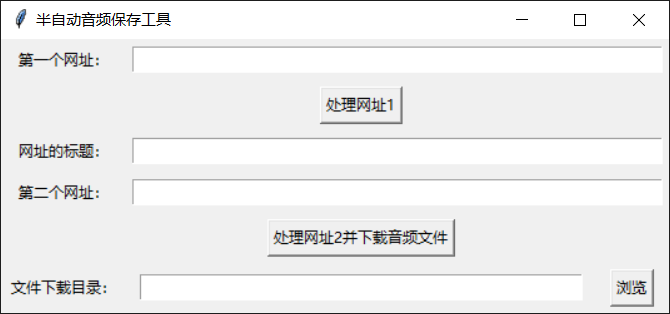 半自动音频保存工具
第一个网址：
处理网址1
网址的标题：
第二个网址：
处理网址2并下载音频文件
文件下载目录： 浏览